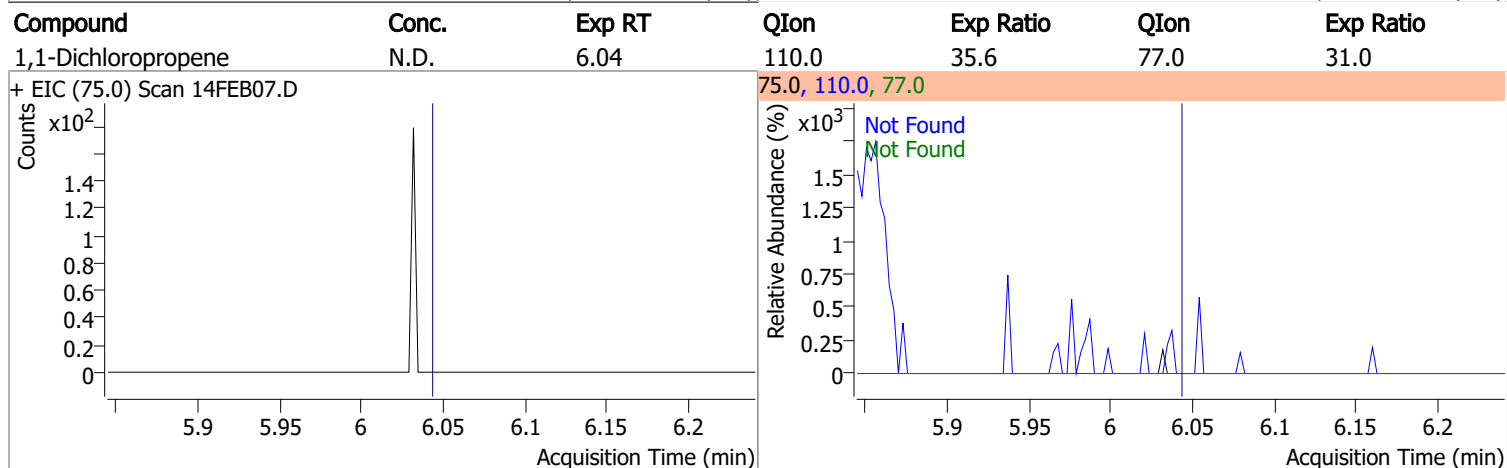 Compound Conc. Exp RT QIon Exp Ratio QIon Exp Ratio
1,1-Dichloropropene N.D. 6.04 110.0 35.6 77.0 31.0
+ EIC (75.0) Scan 14FEB07.D
Counts
x10²
1.4
1.2
1
0.8
0.6
0.4
0.2
0
5.9 5.95 6 6.05 6.1 6.15 6.2
Acquisition Time (min)
75.0, 110.0, 77.0
Relative Abundance (%)
x10³
Not Found
Not Found
1.5
1.25
1
0.75
0.5
0.25
0
5.9 5.95 6 6.05 6.1 6.15 6.2
Acquisition Time (min)